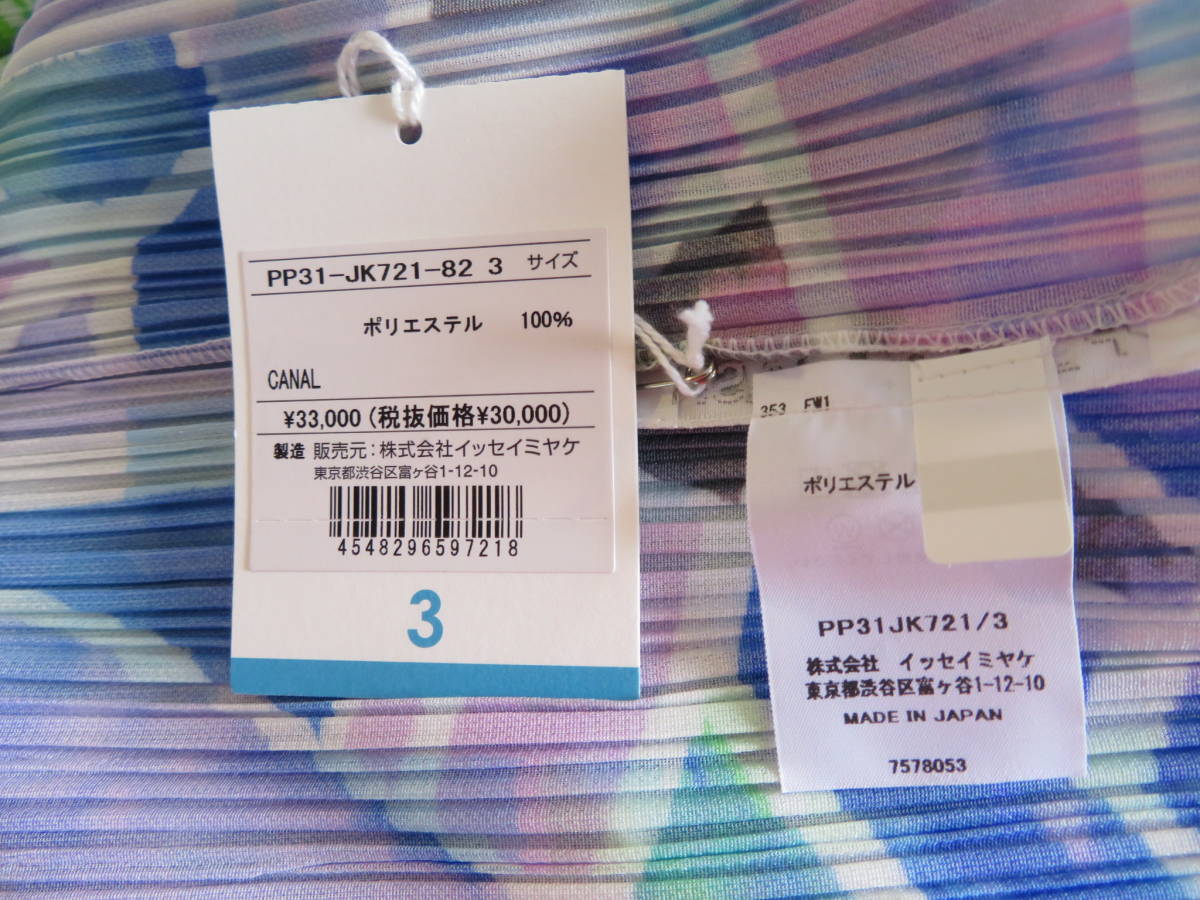 PP31-JK721-82 3 サイズ
ポリエステル 100%
CANAL
¥33,000 (税抜価格¥30,000)
製造 販売元:株式会社イッセイミヤケ
東京都渋谷区富ヶ谷1-12-10
4548296597218
3
353 FW1
ポリエステル
PP31JK721/3
株式会社 イッセイミヤケ
東京都渋谷区富ヶ谷1-12-10
MADE IN JAPAN
7578053